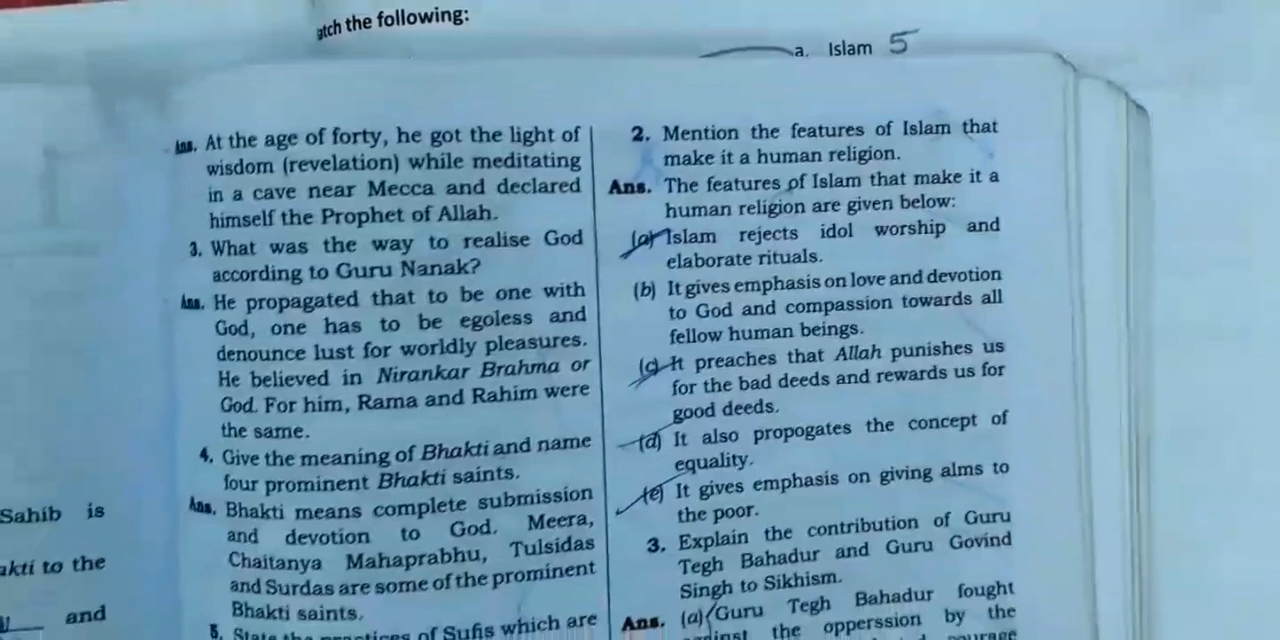 the following:
a. Islam 5
Ans. At the age of forty, he got the light of
wisdom (revelation) while meditating
in a cave near Mecca and declared
himself the Prophet of Allah.
3. What was the way to realise God
according to Guru Nanak?
Ans. He propagated that to be one with
God, one has to be egoless and
denounce lust for worldly pleasures.
He believed in Nirankar Brahma or
God. For him, Rama and Rahim were
the same.
4. Give the meaning of Bhakti and name
four prominent Bhakti saints.
Ans. Bhakti means complete submission
and devotion to God. Meera,
Chaitanya Mahaprabhu, Tulsidas
and Surdas are some of the prominent
Bhakti saints.
5. State the practices of Sufis which are
2. Mention the features of Islam that
make it a human religion.
Ans. The features of Islam that make it a
human religion are given below:
(a) Islam rejects idol worship and
elaborate rituals.
(b) It gives emphasis on love and devotion
to God and compassion towards all
fellow human beings.
(c) It preaches that Allah punishes us
for the bad deeds and rewards us for
good deeds.
(d) It also propogates the concept of
equality.
(e) It gives emphasis on giving alms to
the poor.
3. Explain the contribution of Guru
Tegh Bahadur and Guru Govind
Singh to Sikhism.
Ans. (a) Guru Tegh Bahadur fought
the opperssion by the
Sahib is
to the
and